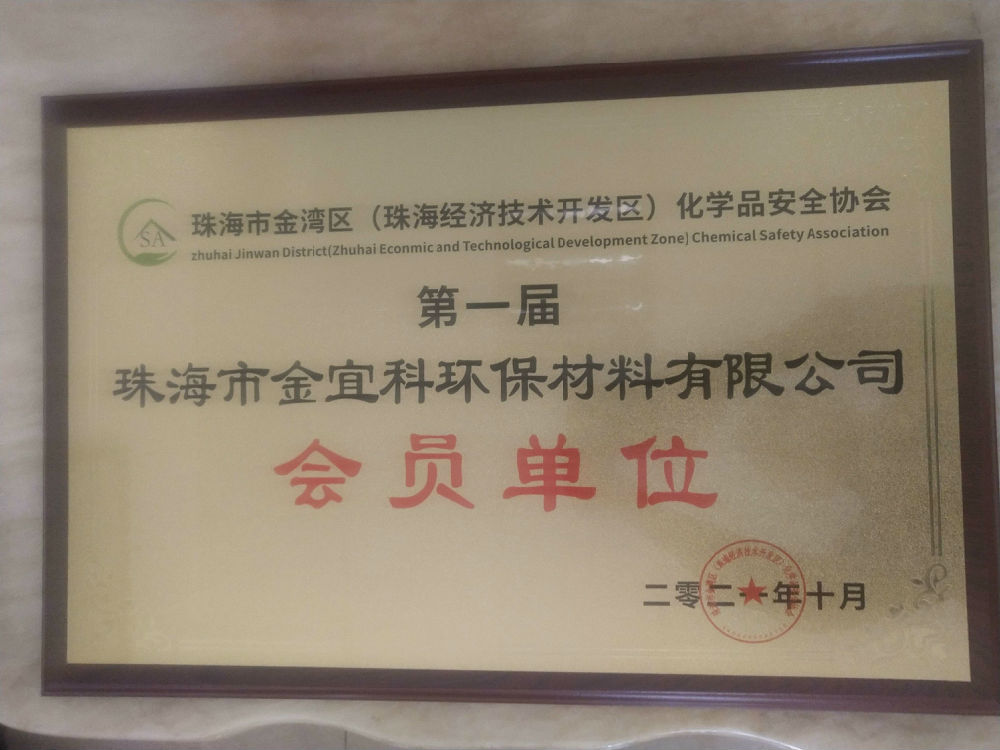 SA
珠海市金湾区（珠海经济技术开发区）化学品安全协会
zhuhai Jinwan District(Zhuhai Econmic and Technological Development Zone) Chemical Safety Association
第一届
珠海市金宜科环保材料有限公司
会员单位
二零二一年十月